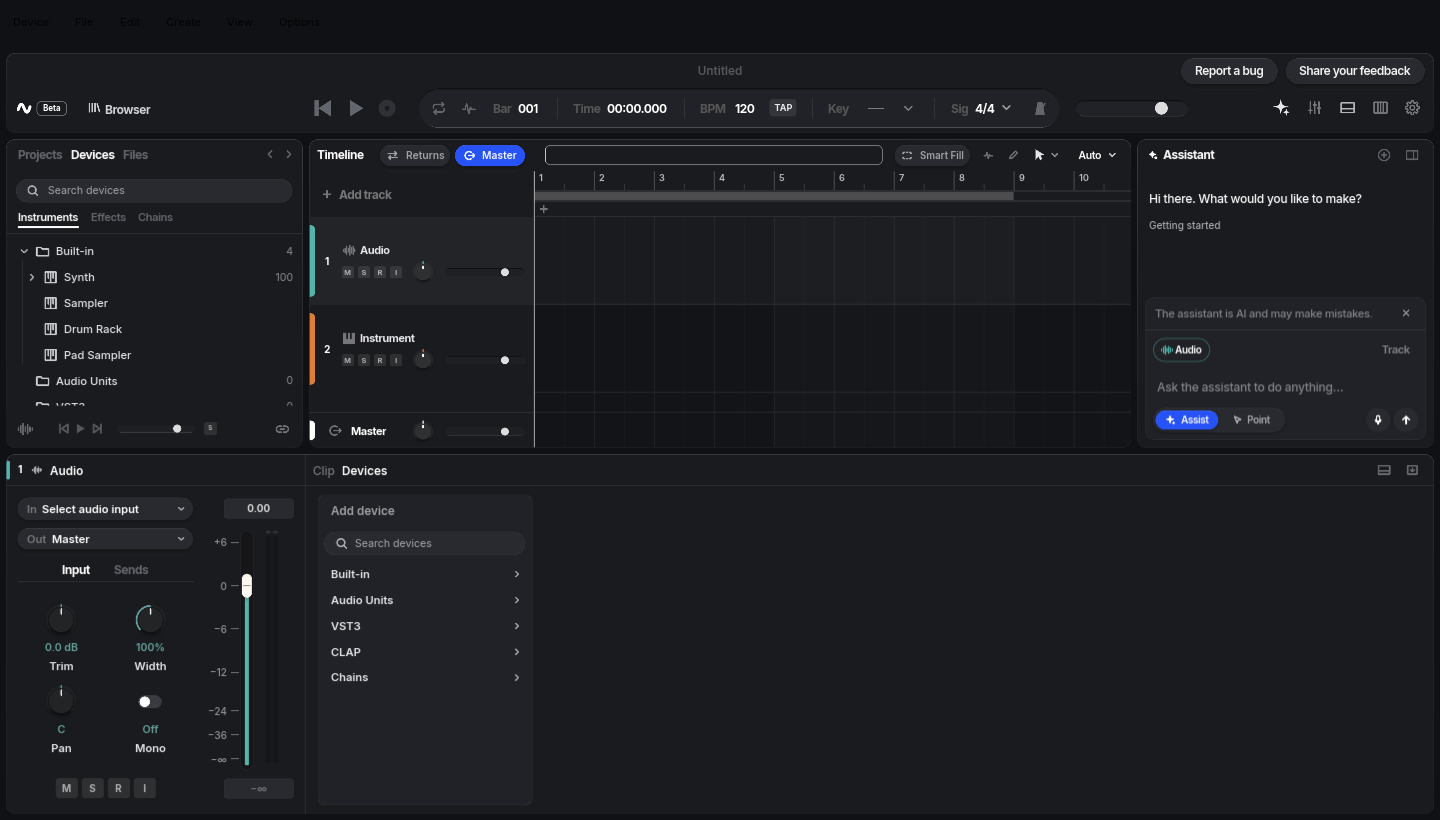 Device File Edit Create View Options
Untitled
Report a bug Share your feedback
Beta Browser
Bar 001 Time 00:00.000 BPM 120 TAP Key — Sig 4/4
Projects Devices Files
Search devices
Instruments Effects Chains
Built-in 4
Synth 100
Sampler
Drum Rack
Pad Sampler
Audio Units 0
VST3 0
S
Timeline Returns Master Smart Fill Auto
1 2 3 4 5 6 7 8 9 10
+ Add track
+
1 Audio
M S R I
2 Instrument
M S R I
Master
Assistant
Hi there. What would you like to make?
Getting started
The assistant is AI and may make mistakes.
Audio Track
Ask the assistant to do anything...
Assist Point
1 Audio
In Select audio input 0.00
Out Master
Input Sends
0.0 dB 100%
Trim Width
C Off
Pan Mono
M S R I −∞
+6
0
−6
−12
−24
−36
−∞
Clip Devices
Add device
Search devices
Built-in
Audio Units
VST3
CLAP
Chains